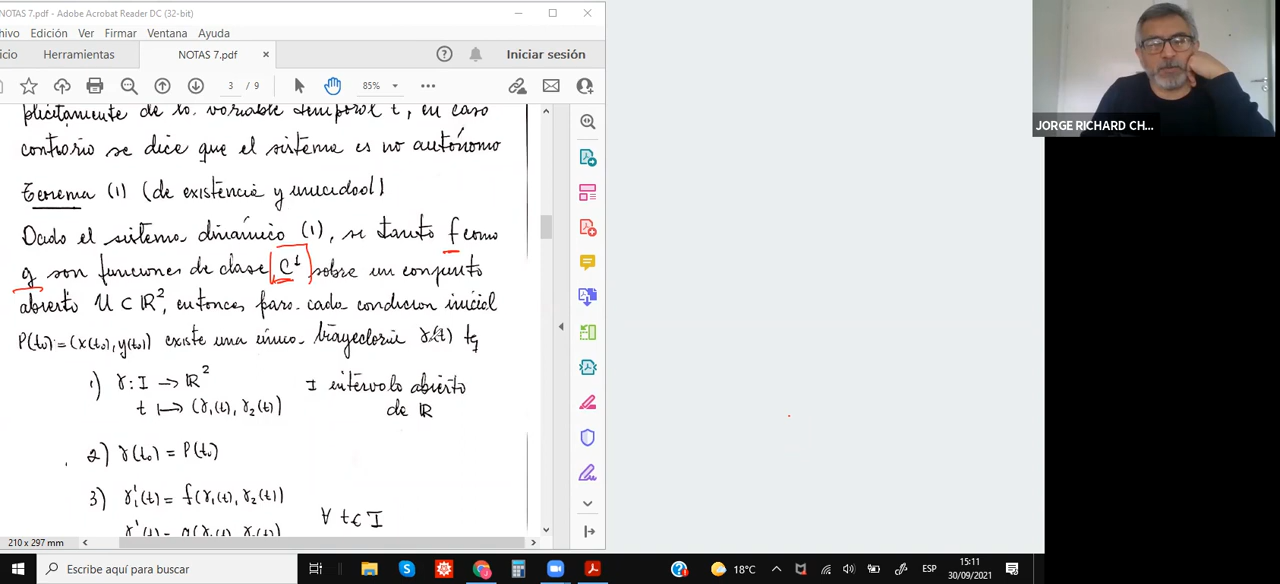 NOTAS 7.pdf - Adobe Acrobat Reader DC (32-bit)
hivo Edición Ver Firmar Ventana Ayuda
icio Herramientas NOTAS 7.pdf × Iniciar sesión
3 / 9 85%
plicitamente de la variable temporal t, en caso
contrario se dice que el sistema es no autónomo
Teorema (1) (de existencia y unicidad)
Dado el sistema dinámico (1), si tanto f como
g son funciones de clase C¹ sobre un conjunto
abierto U ⊂ ℝ², entonces para cada condicion inicial
P(t₀) = (x(t₀), y(t₀)) existe una única trayectoria γ(t) tq
1) γ: I → ℝ² I intervalo abierto
t ↦ (γ₁(t), γ₂(t)) de ℝ
2) γ(t₀) = P(t₀)
3) γ₁'(t) = f(γ₁(t), γ₂(t))
∀ t ∈ I
γ₂'(t) = g(γ₁(t), γ₂(t))
210 x 297 mm
JORGE RICHARD CH...
Escribe aquí para buscar
18°C ESP 15:11
30/09/2021